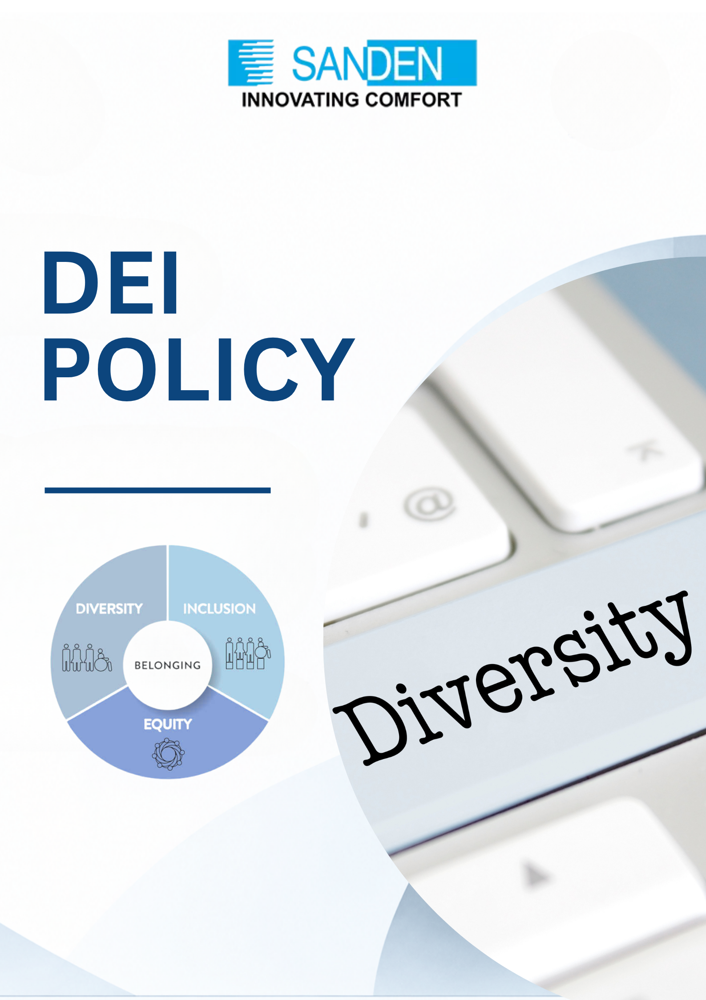 SANDEN
INNOVATING COMFORT
DEI
POLICY
DIVERSITY
INCLUSION
BELONGING
EQUITY
' @
Diversity